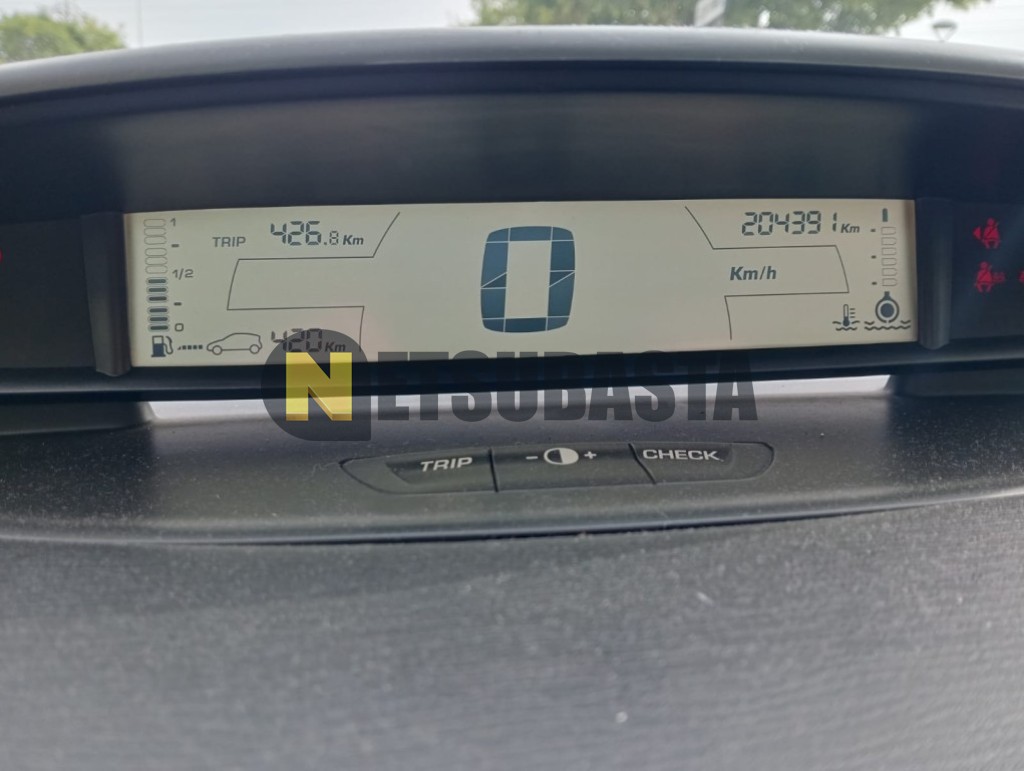 1
TRIP 426.8 Km
204391 Km
1/2
Km/h
0
0
420 Km
NETSUBASTA
TRIP - + CHECK